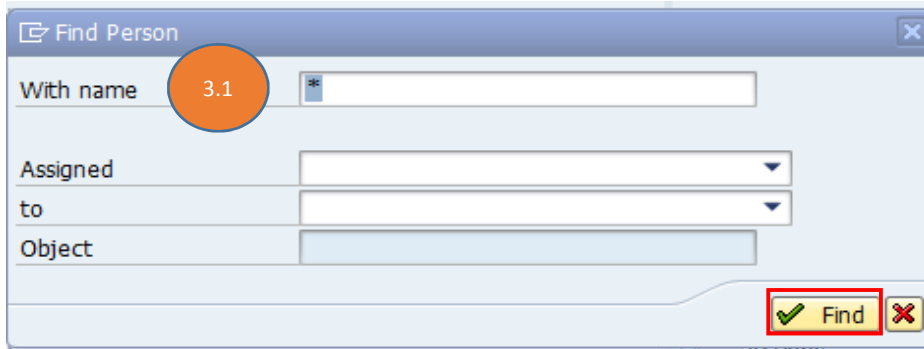 Find Person
With name 3.1 *
Assigned
to
Object
Find